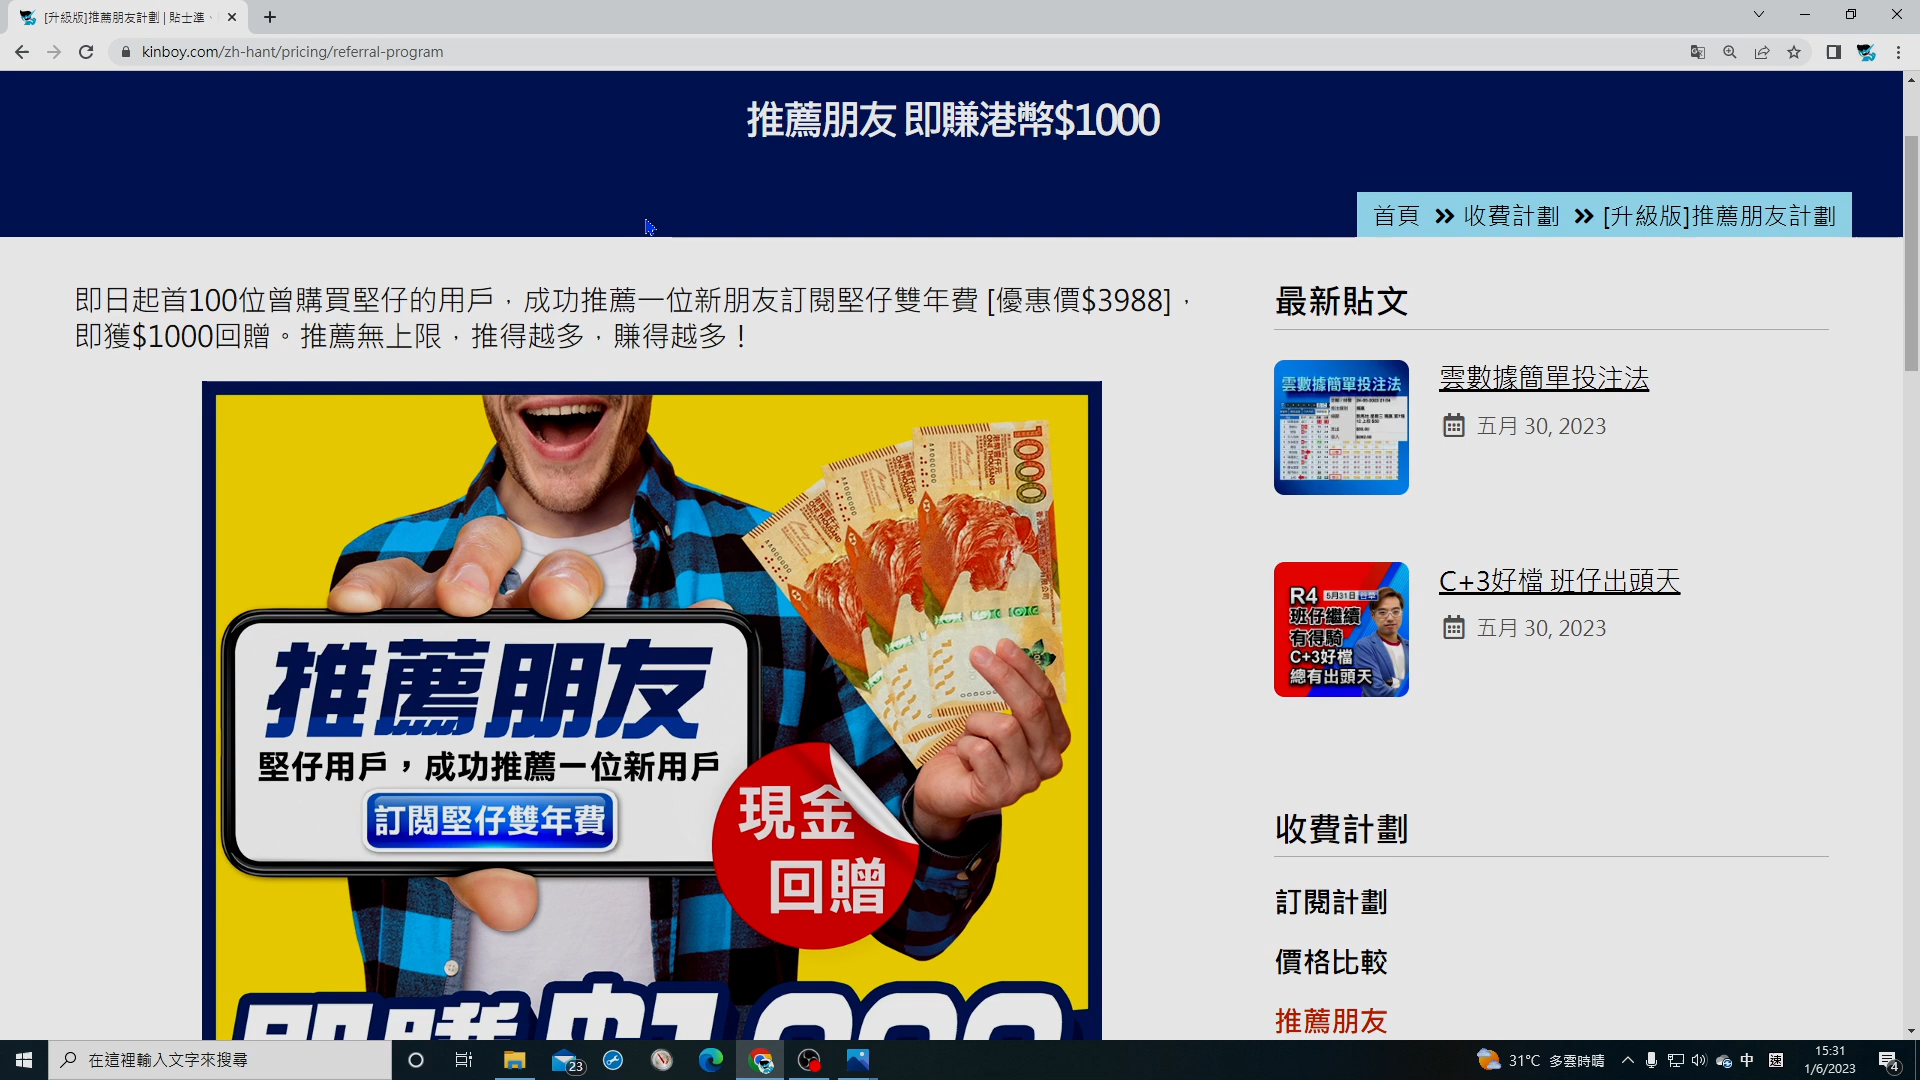 [升級版]推薦朋友計劃 | 貼士準、
kinboy.com/zh-hant/pricing/referral-program
推薦朋友 即賺港幣$1000
首頁 » 收費計劃 » [升級版]推薦朋友計劃
即日起首100位曾購買堅仔的用戶，成功推薦一位新朋友訂閱堅仔雙年費 [優惠價$3988]，
即獲$1000回贈。推薦無上限，推得越多，賺得越多！
1000
推薦朋友
堅仔用戶，成功推薦一位新用戶
訂閱堅仔雙年費
現金
回贈
最新貼文
雲數據簡單投注法
雲數據簡單投注法
五月 30, 2023
R4 5月31日
班仔繼續
有得騎
C+3好檔
總有出頭天
C+3好檔 班仔出頭天
五月 30, 2023
收費計劃
訂閱計劃
價格比較
推薦朋友
在這裡輸入文字來搜尋
23
31°C 多雲時晴
中
速
15:31
1/6/2023
4